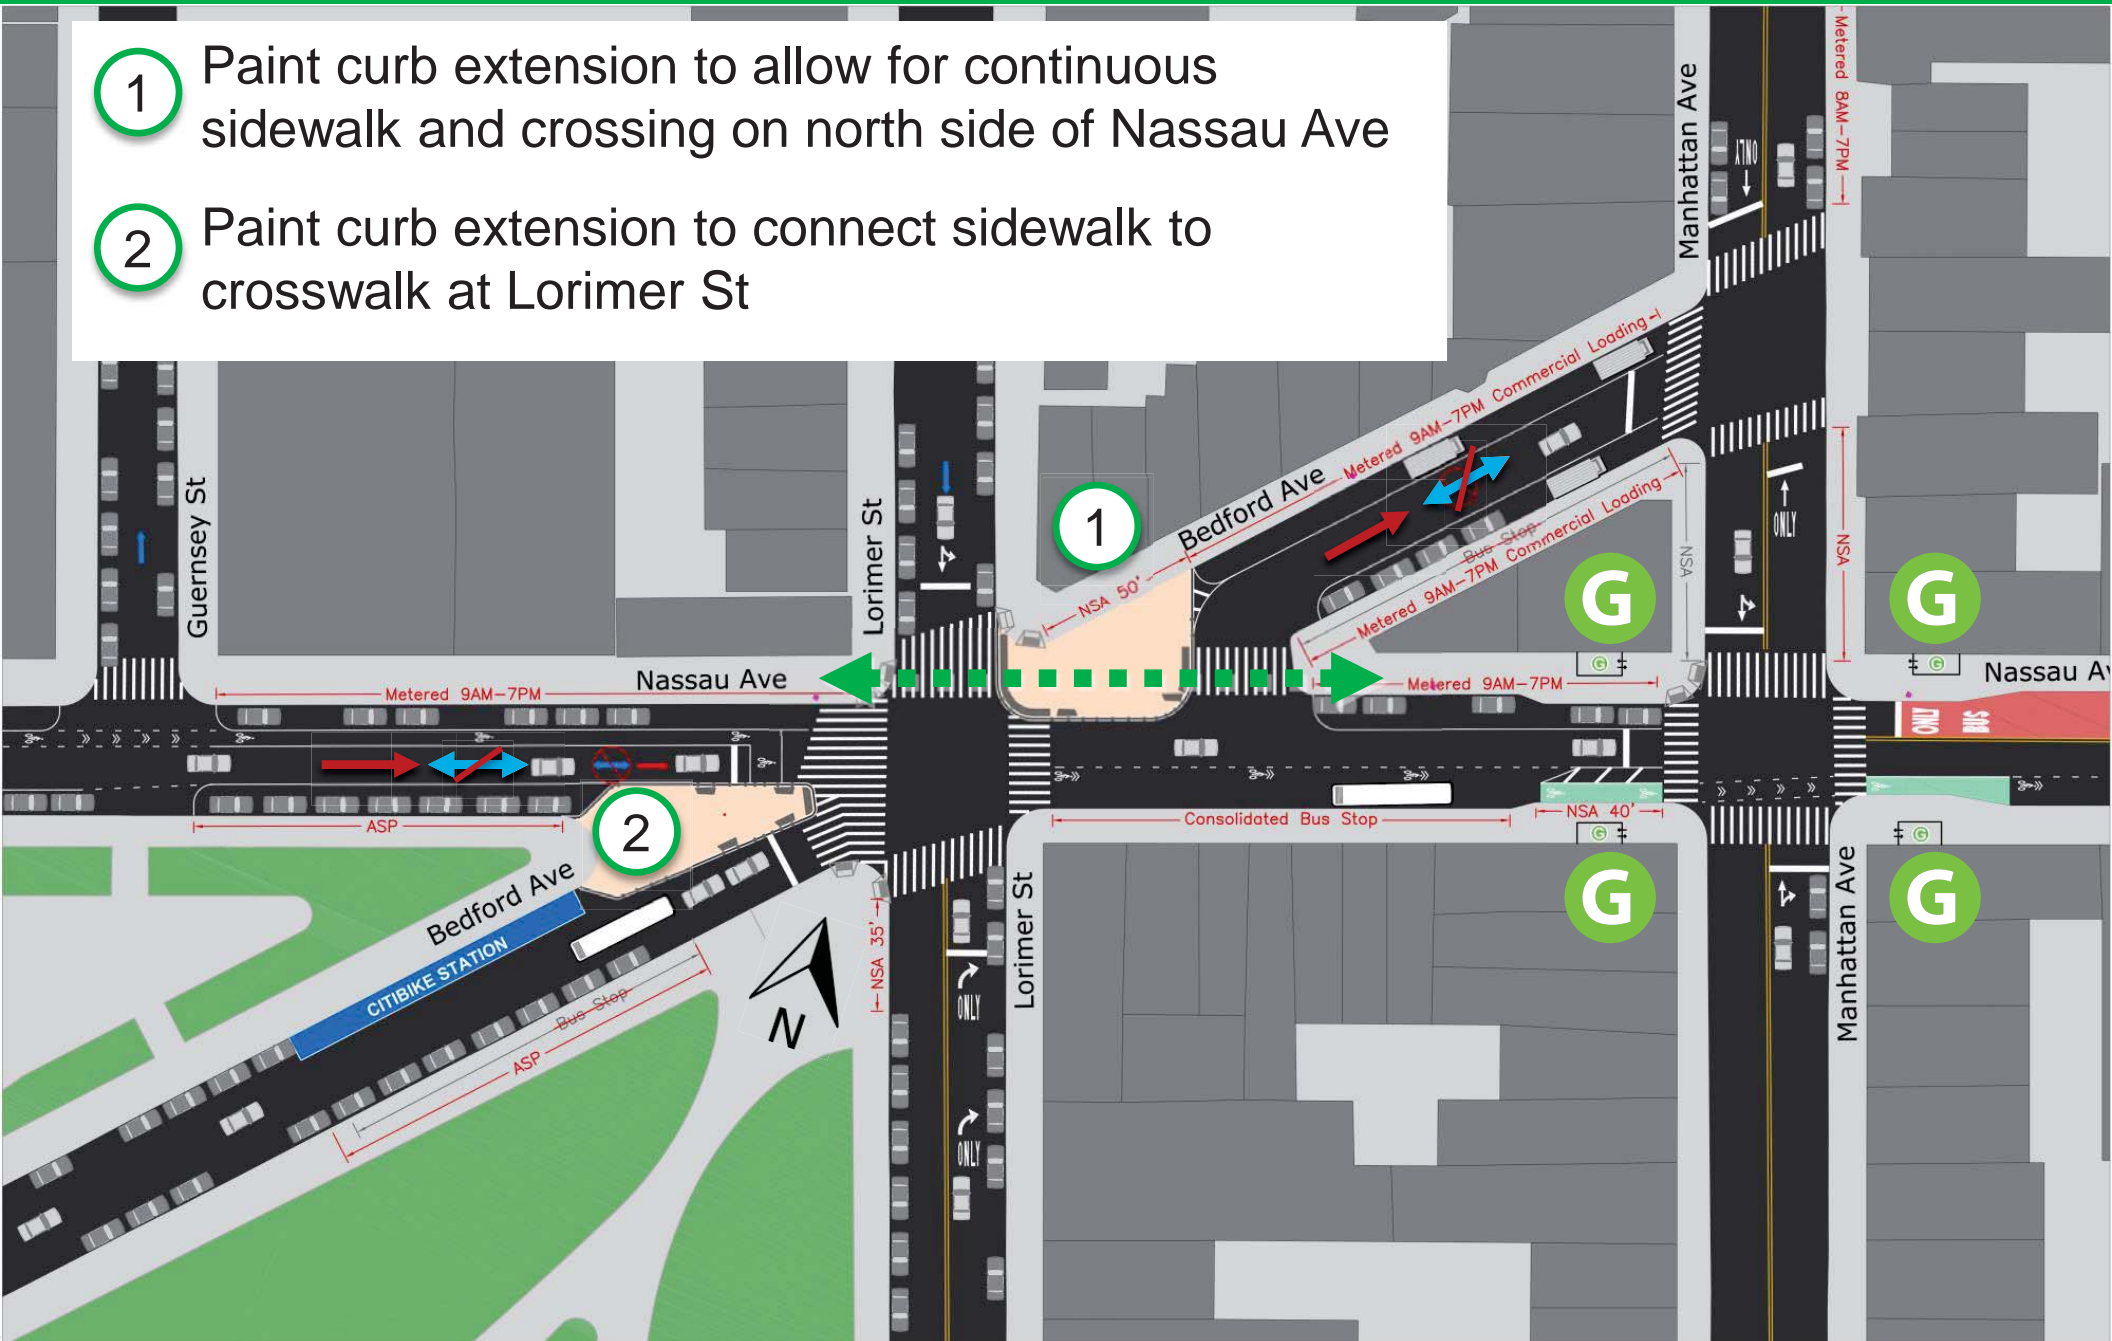 1
Paint curb extension to allow for continuous
sidewalk and crossing on north side of Nassau Ave
2
Paint curb extension to connect sidewalk to
crosswalk at Lorimer St
Manhattan Ave
Metered 8AM-7PM
ONLY
Metered 9AM-7PM Commercial Loading
Bedford Ave
1
NSA 50'
Bus Stop
Metered 9AM-7PM Commercial Loading
NSA
ONLY
NSA
Guernsey St
Lorimer St
G
G
Nassau Ave
Metered 9AM-7PM
Metered 9AM-7PM
G
G
Nassau Av
ONLY
BUS
ASP
2
Consolidated Bus Stop
NSA 40'
G
G
G
G
Bedford Ave
CITIBIKE STATION
Bus Stop
ASP
N
NSA 35'
ONLY
ONLY
Lorimer St
Manhattan Ave